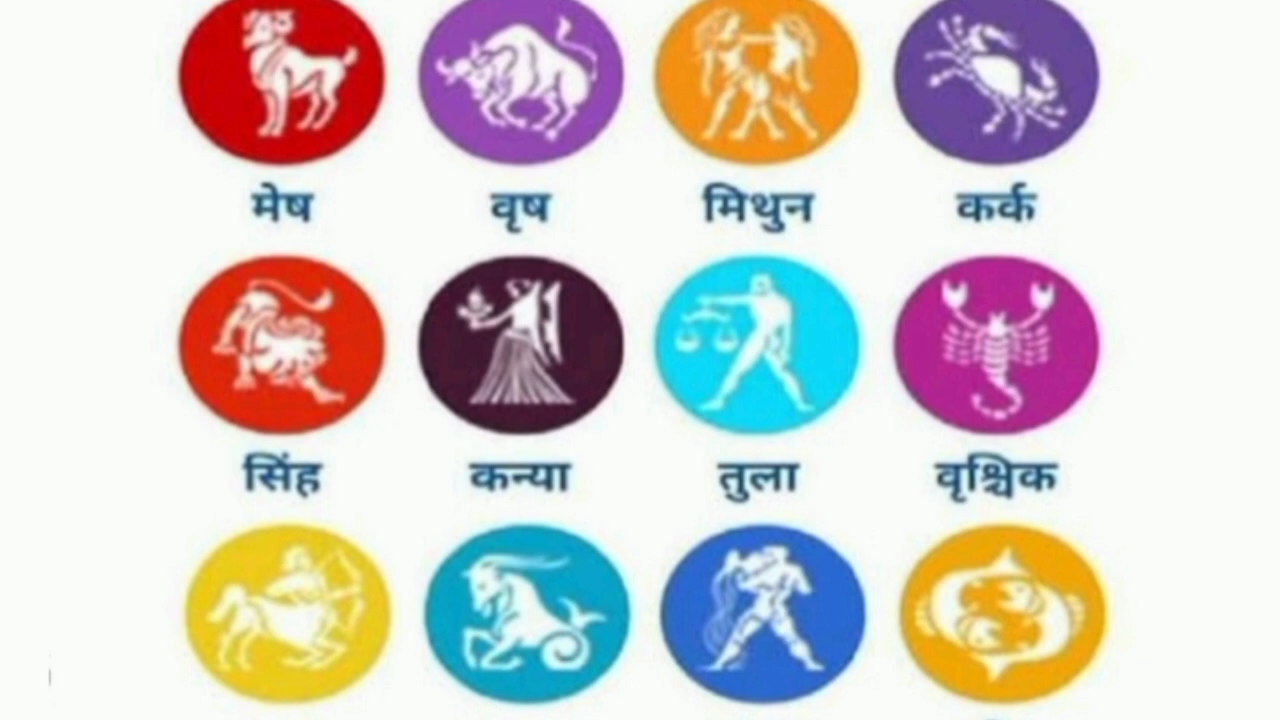 मेष वृष मिथुन कर्क
सिंह कन्या तुला वृश्चिक